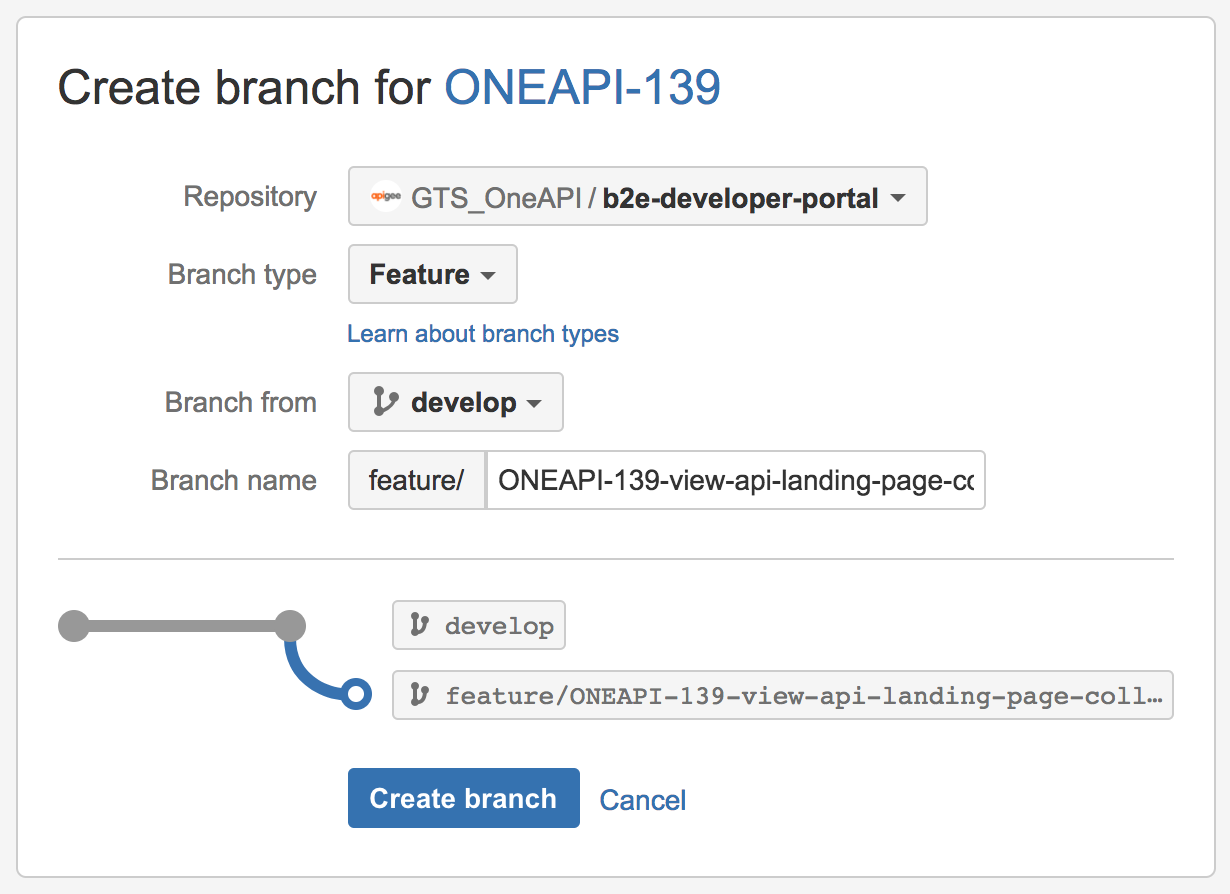 Create branch for ONEAPI-139
Repository apigee GTS_OneAPI / b2e-developer-portal
Branch type Feature
Learn about branch types
Branch from develop
Branch name feature/ ONEAPI-139-view-api-landing-page-co
develop
feature/ONEAPI-139-view-api-landing-page-coll…
Create branch Cancel